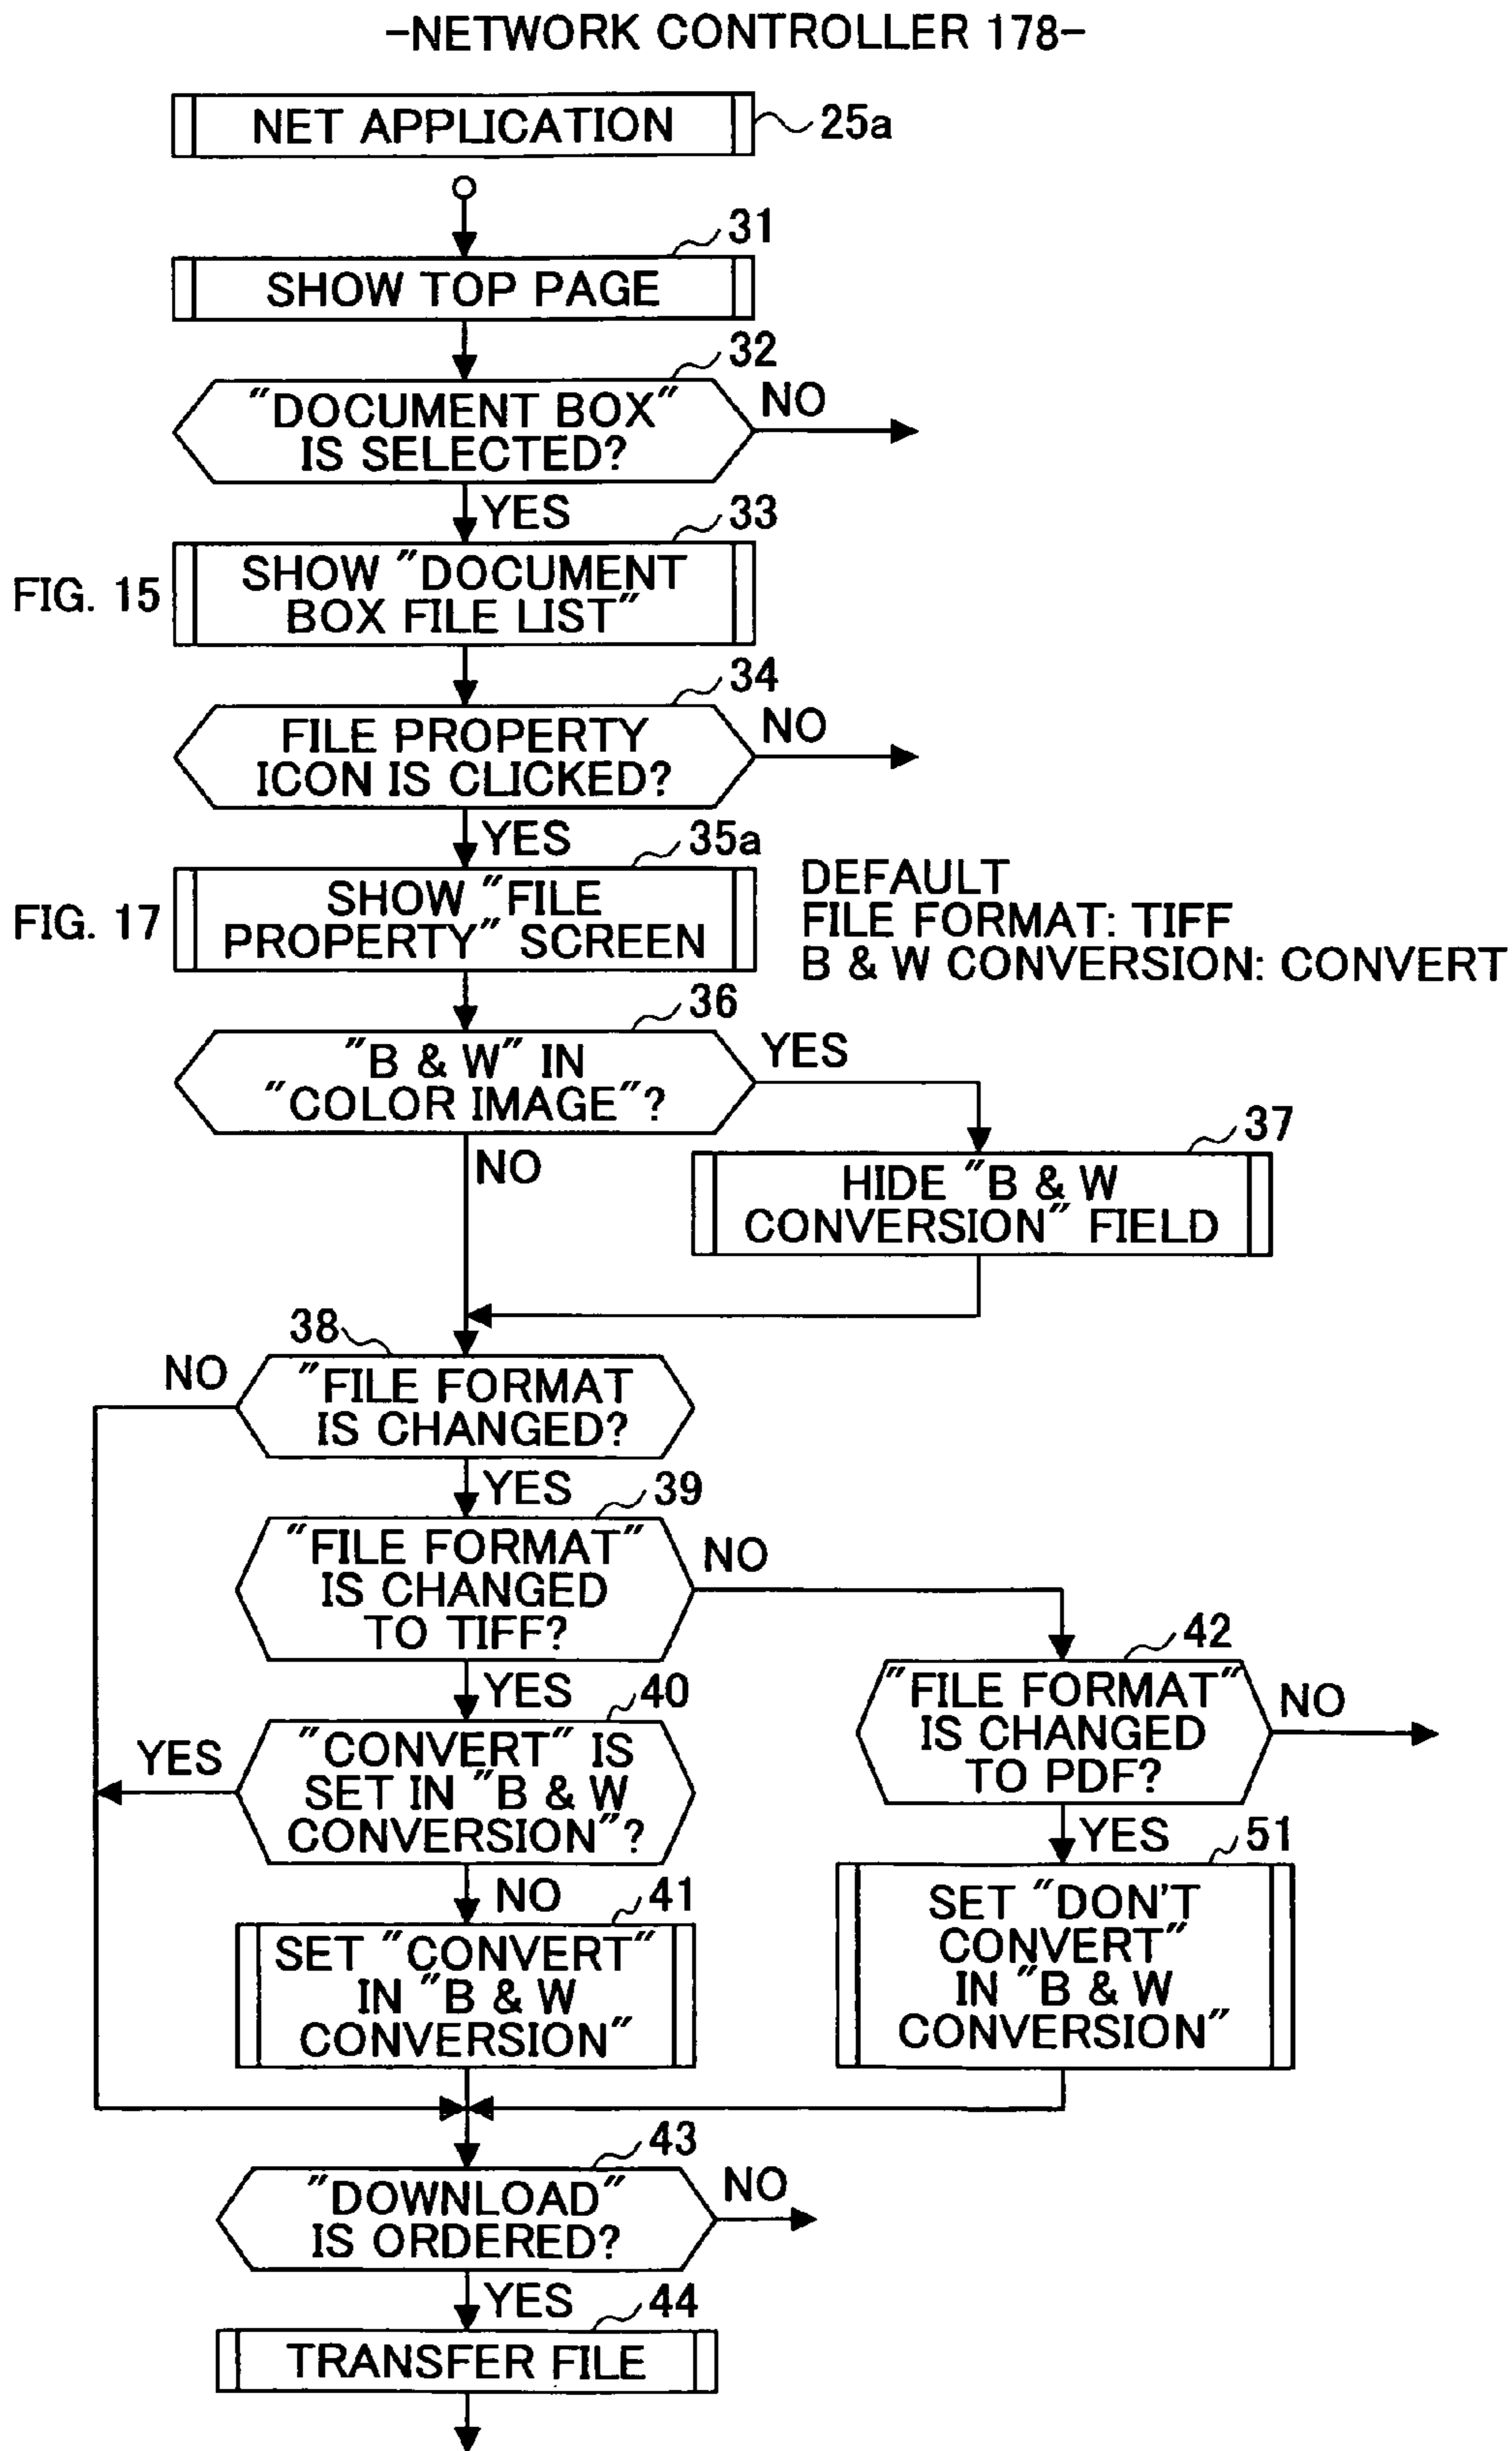 -NETWORK CONTROLLER 178-
NET APPLICATION
25a
31
SHOW TOP PAGE
32
"DOCUMENT BOX"
IS SELECTED?
NO
YES
33
FIG. 15
SHOW "DOCUMENT
BOX FILE LIST"
34
FILE PROPERTY
ICON IS CLICKED?
NO
YES
35a
FIG. 17
SHOW "FILE
PROPERTY" SCREEN
DEFAULT
FILE FORMAT: TIFF
B & W CONVERSION: CONVERT
36
"B & W" IN
"COLOR IMAGE"?
YES
NO
37
HIDE "B & W
CONVERSION" FIELD
38
NO
"FILE FORMAT
IS CHANGED?
YES
39
"FILE FORMAT"
IS CHANGED
TO TIFF?
NO
YES
42
"FILE FORMAT"
IS CHANGED
TO PDF?
NO
YES
40
YES
"CONVERT" IS
SET IN "B & W
CONVERSION"?
NO
41
SET "CONVERT"
IN "B & W
CONVERSION"
51
SET "DON'T
CONVERT"
IN "B & W
CONVERSION"
43
"DOWNLOAD"
IS ORDERED?
NO
YES
44
TRANSFER FILE